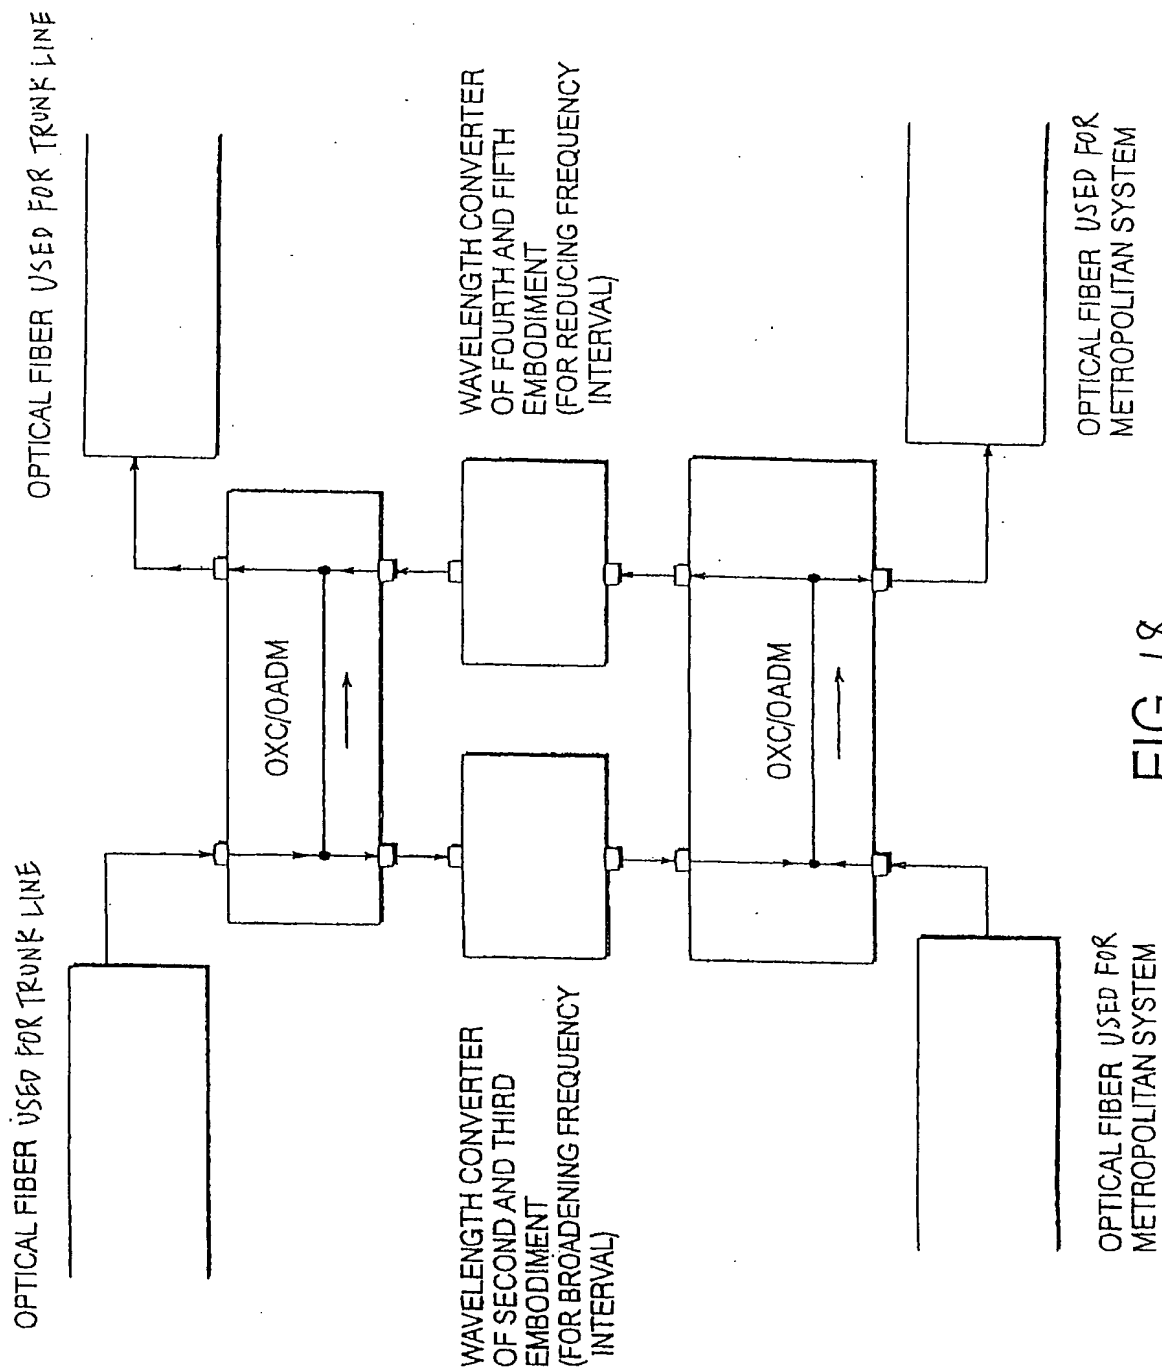 OPTICAL FIBER USED FOR TRUNK LINE
OPTICAL FIBER USED FOR TRUNK LINE
OXC/OADM
WAVELENGTH CONVERTER
OF SECOND AND THIRD
EMBODIMENT
(FOR BROADENING FREQUENCY
INTERVAL)
WAVELENGTH CONVERTER
OF FOURTH AND FIFTH
EMBODIMENT
(FOR REDUCING FREQUENCY
INTERVAL)
OXC/OADM
OPTICAL FIBER USED FOR
METROPOLITAN SYSTEM
OPTICAL FIBER USED FOR
METROPOLITAN SYSTEM
FIG. 18